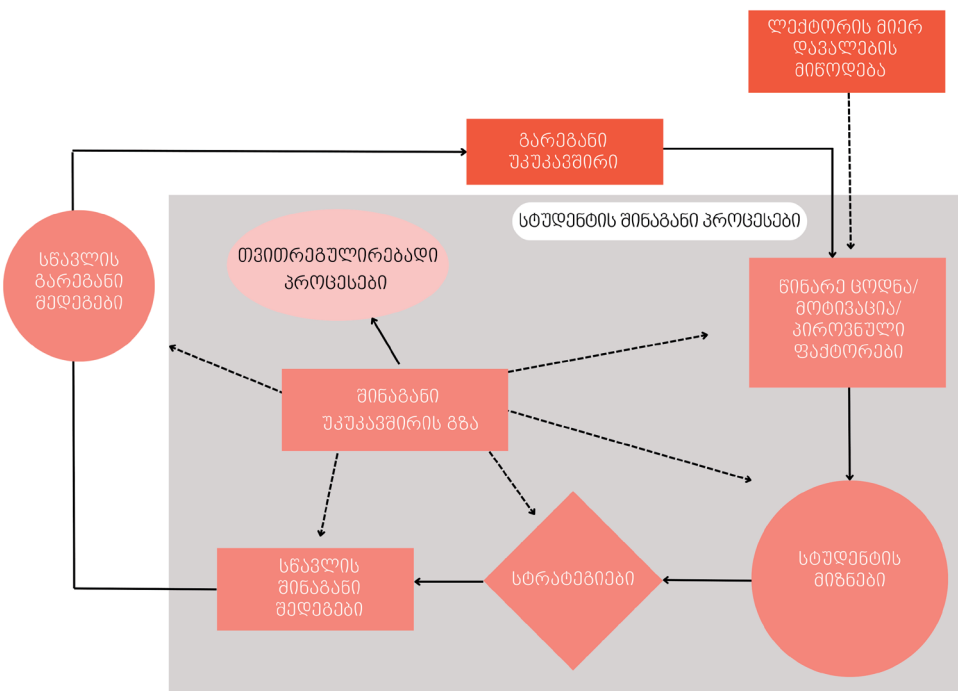 ლექტორის მიერ
დავალების
მიწოდება
გარეგანი
უკუკავშირი
სტუდენტის შინაგანი პროცესები
სწავლის
გარეგანი
შედეგები
თვითრეგულირებადი
პროცესები
წინარე ცოდნა/
მოტივაცია/
პიროვნული
ფაქტორები
შინაგანი
უკუკავშირის გზა
სწავლის
შინაგანი
შედეგები
სტრატეგიები
სტუდენტის
მიზნები